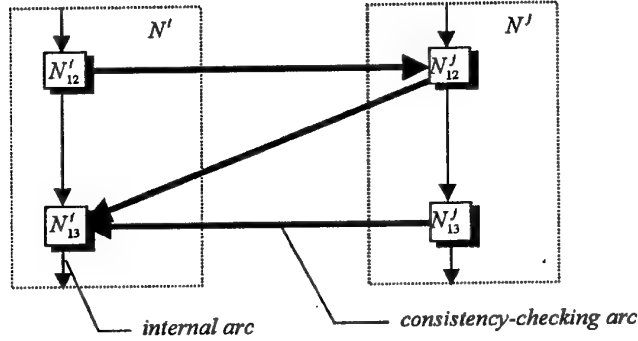 N^i
N^j
N^i_12
N^j_12
N^i_13
N^j_13
internal arc
consistency-checking arc